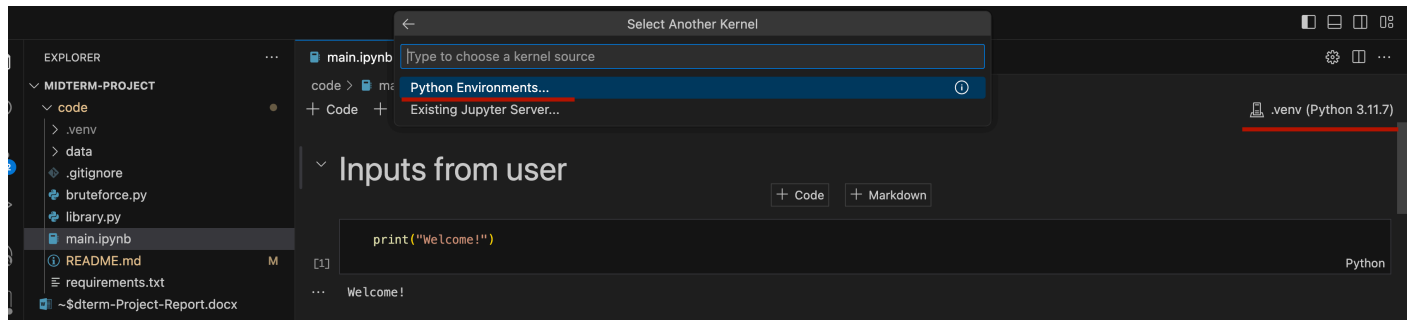 Select Another Kernel
Type to choose a kernel source
Python Environments...
Existing Jupyter Server...
EXPLORER
MIDTERM-PROJECT
code
.venv
data
.gitignore
bruteforce.py
library.py
main.ipynb
README.md M
requirements.txt
~$dterm-Project-Report.docx
main.ipynb
code > ma
+ Code +
.venv (Python 3.11.7)
Inputs from user
+ Code + Markdown
print("Welcome!")
[1]
Python
... Welcome!